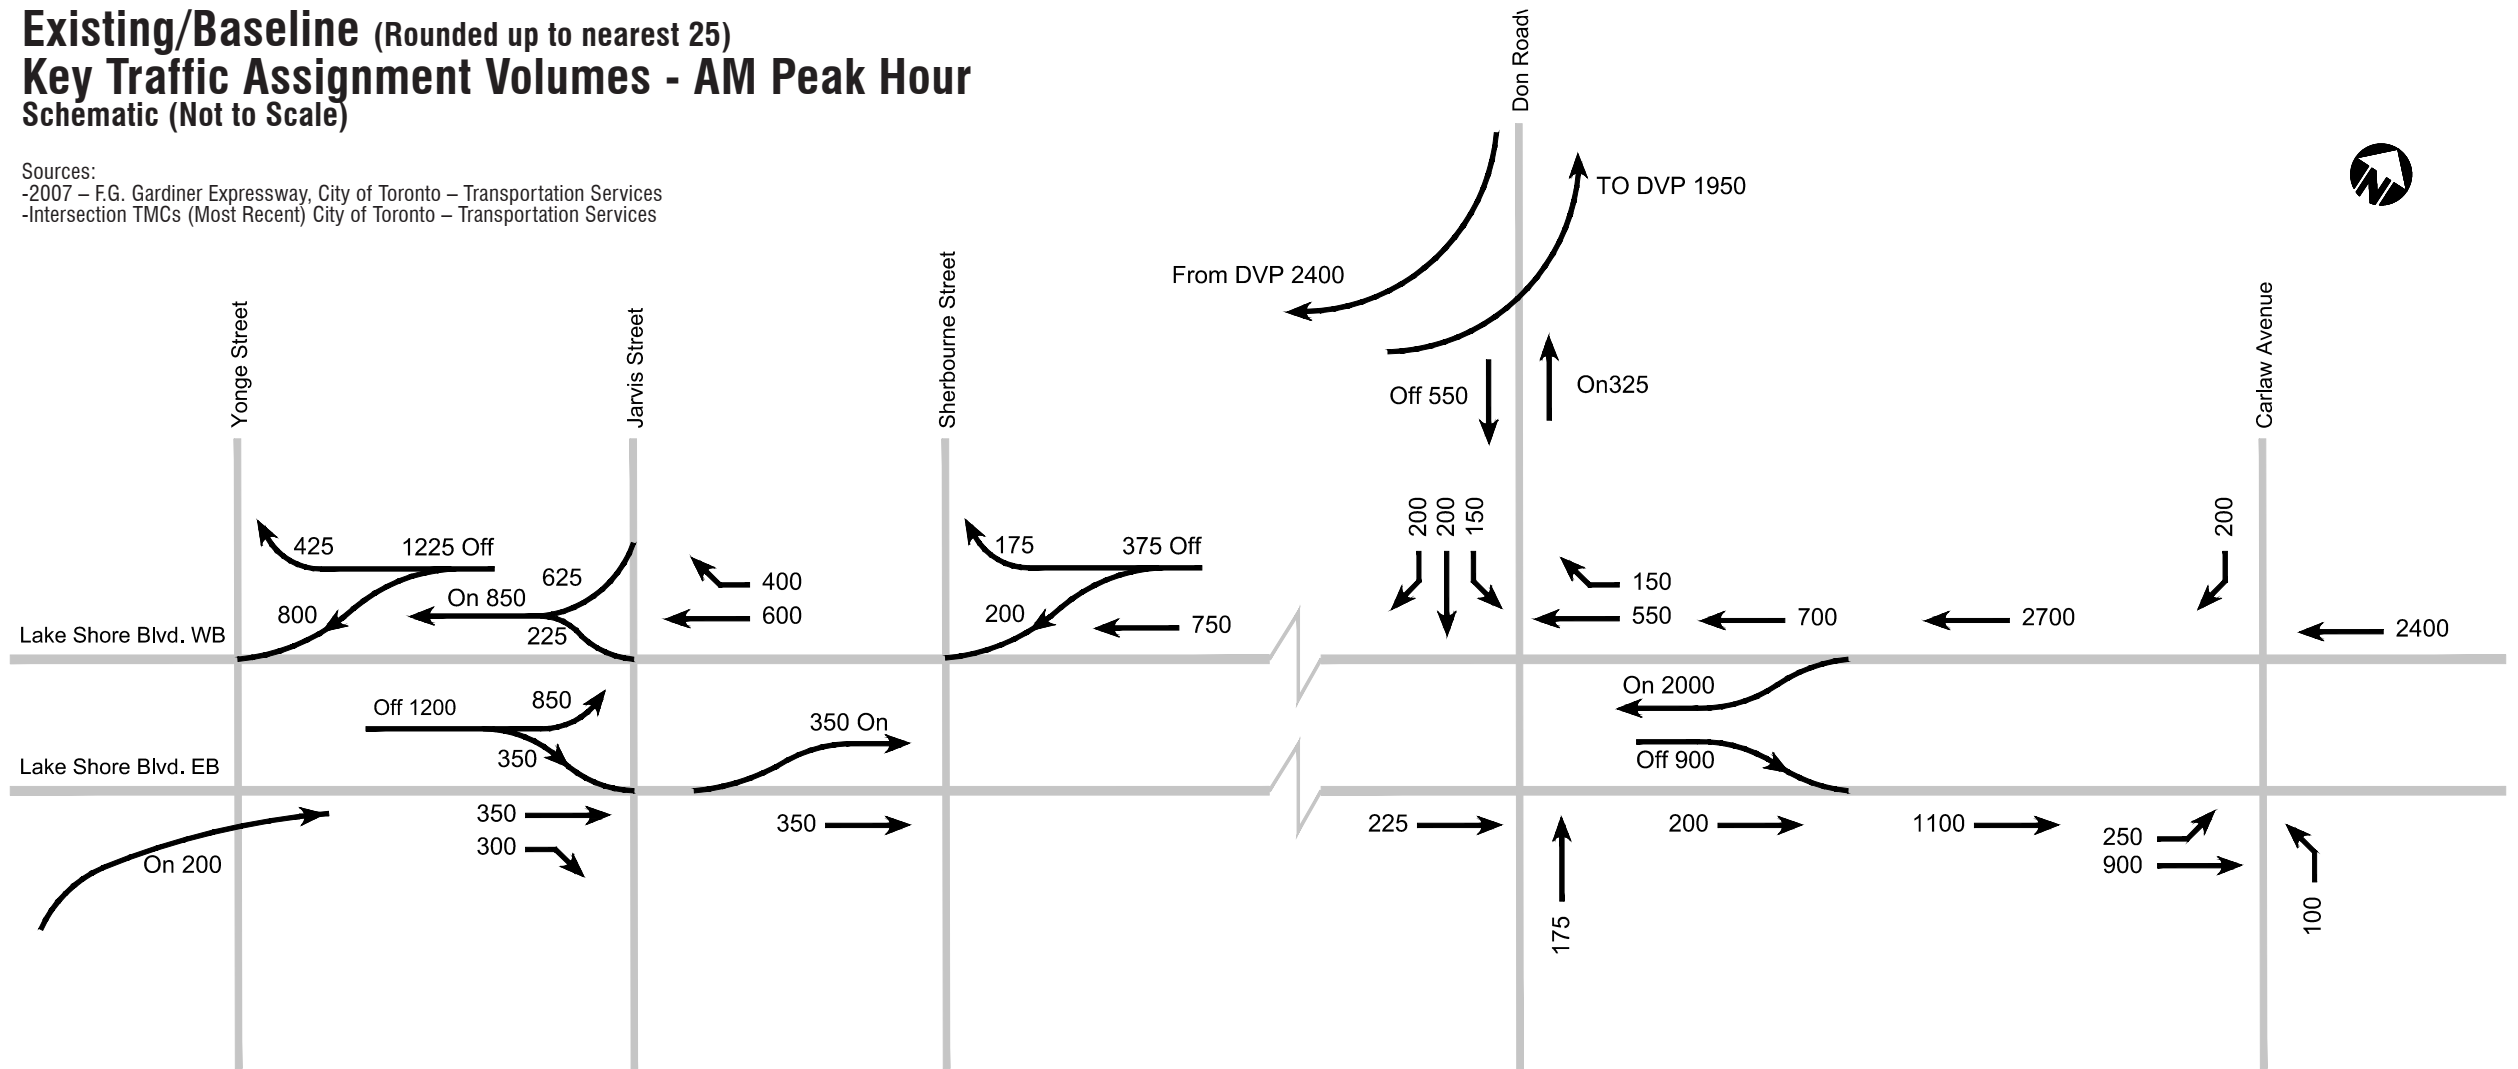 Existing/Baseline (Rounded up to nearest 25)
Key Traffic Assignment Volumes - AM Peak Hour
Schematic (Not to Scale)
Sources:
-2007 – F.G. Gardiner Expressway, City of Toronto – Transportation Services
-Intersection TMCs (Most Recent) City of Toronto – Transportation Services
Don Road
N
TO DVP 1950
From DVP 2400
Off 550
On325
Yonge Street
Jarvis Street
Sherbourne Street
Carlaw Avenue
425
1225 Off
800
625
On 850
225
400
600
175
375 Off
200
750
200
200
150
150
550
700
2700
200
2400
Lake Shore Blvd. WB
Off 1200
850
350
350 On
On 2000
Off 900
Lake Shore Blvd. EB
On 200
350
300
350
225
175
200
1100
250
900
100